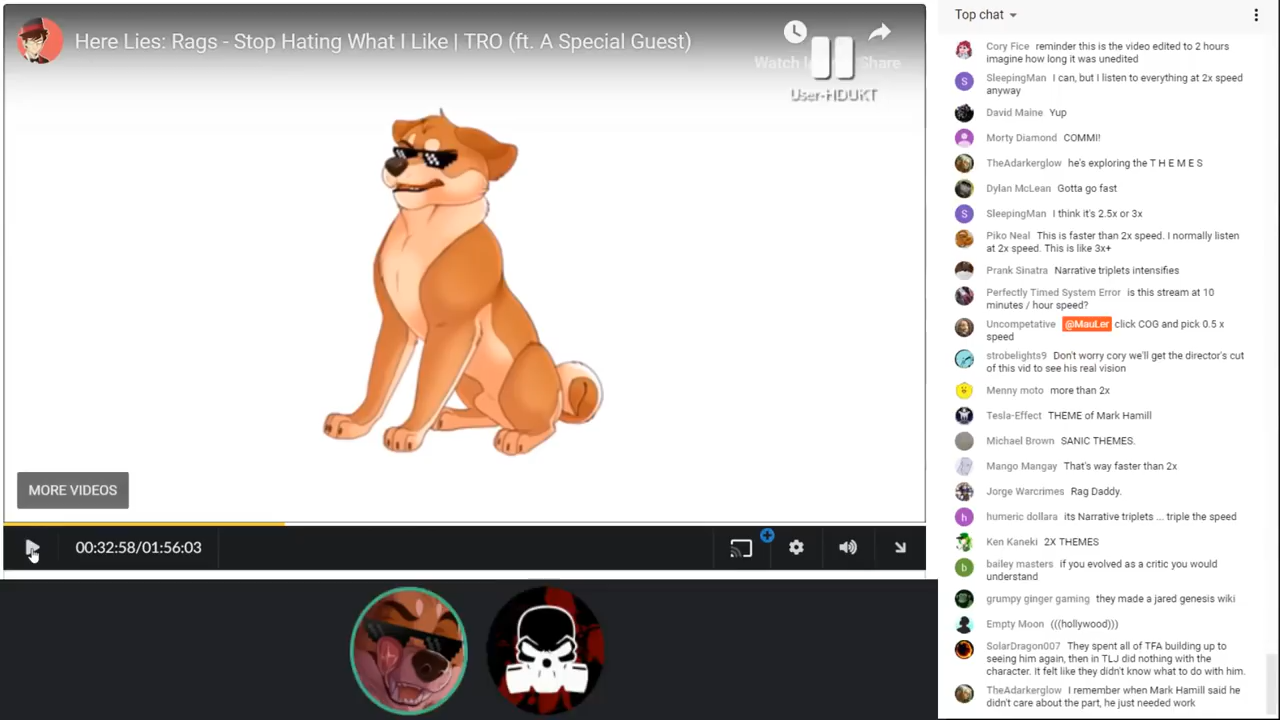 Here Lies: Rags - Stop Hating What I Like | TRO (ft. A Special Guest)
Watch Share
User-HDUKT
MORE VIDEOS
00:32:58/01:56:03
Top chat
Cory Fice reminder this is the video edited to 2 hours
imagine how long it was unedited
S SleepingMan I can, but I listen to everything at 2x speed
anyway
David Maine Yup
Morty Diamond COMMI!
TheAdarkerglow he's exploring the T H E M E S
Dylan McLean Gotta go fast
S SleepingMan I think it's 2.5x or 3x
Piko Neal This is faster than 2x speed. I normally listen
at 2x speed. This is like 3x+
Prank Sinatra Narrative triplets intensifies
Perfectly Timed System Error is this stream at 10
minutes / hour speed?
Uncompetative @MauLer click COG and pick 0.5 x
speed
strobelights9 Don't worry cory we'll get the director's cut
of this vid to see his real vision
Menny moto more than 2x
Tesla-Effect THEME of Mark Hamill
Michael Brown SANIC THEMES.
Mango Mangay That's way faster than 2x
Jorge Warcrimes Rag Daddy.
h humeric dollara its Narrative triplets ... triple the speed
Ken Kaneki 2X THEMES
b bailey masters if you evolved as a critic you would
understand
grumpy ginger gaming they made a jared genesis wiki
Empty Moon (((hollywood)))
SolarDragon007 They spent all of TFA building up to
seeing him again, then in TLJ did nothing with the
character. It felt like they didn't know what to do with him.
TheAdarkerglow I remember when Mark Hamill said he
didn't care about the part, he just needed work